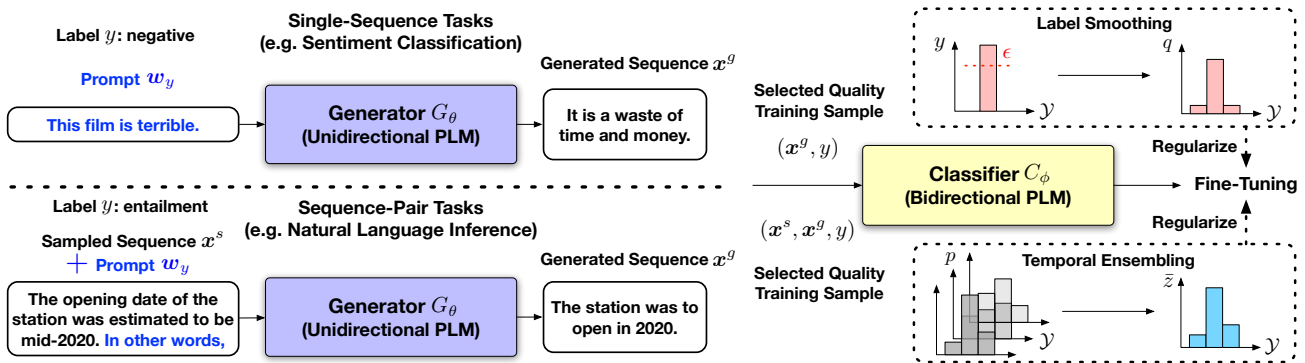 Single-Sequence Tasks
(e.g. Sentiment Classification)
Label y: negative
Prompt w_y
This film is terrible.
Generator G_θ
(Unidirectional PLM)
Generated Sequence x^g
It is a waste of
time and money.
Label y: entailment
Sequence-Pair Tasks
(e.g. Natural Language Inference)
Sampled Sequence x^s
+ Prompt w_y
The opening date of the
station was estimated to be
mid-2020. In other words,
Generator G_θ
(Unidirectional PLM)
Generated Sequence x^g
The station was to
open in 2020.
Selected Quality
Training Sample
(x^g, y)
(x^s, x^g, y)
Selected Quality
Training Sample
Classifier C_ϕ
(Bidirectional PLM)
Label Smoothing
y
ϵ
𝒴
q
𝒴
Regularize
Fine-Tuning
Regularize
Temporal Ensembling
p
𝒴
z̄
𝒴